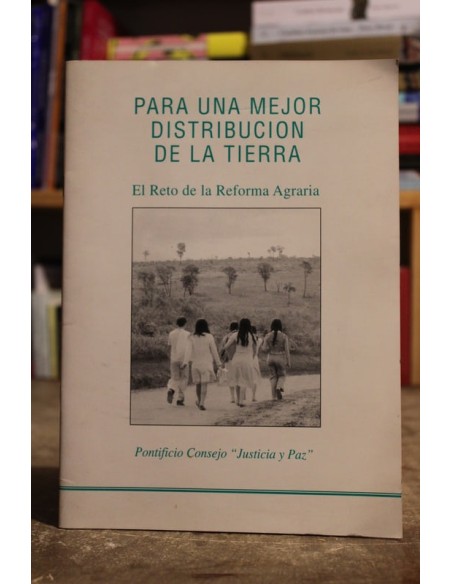 PARA UNA MEJOR
DISTRIBUCION
DE LA TIERRA
El Reto de la Reforma Agraria
Pontificio Consejo "Justicia y Paz"